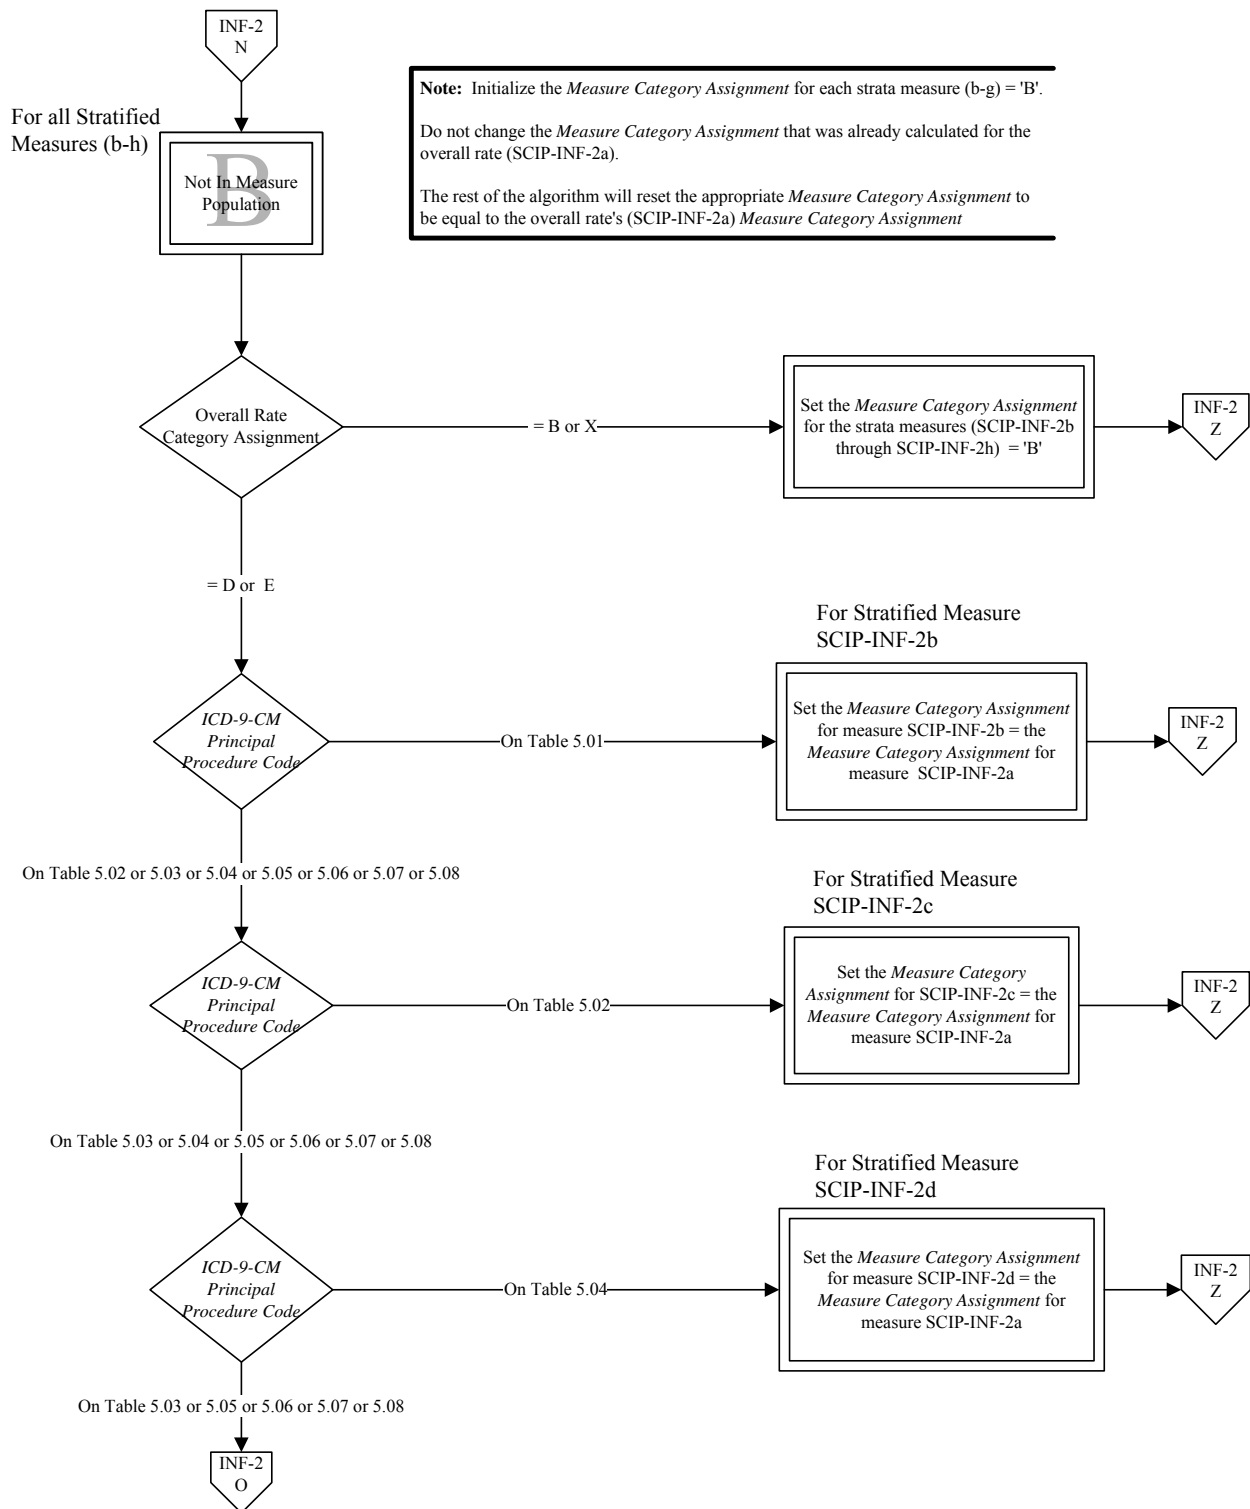 INF-2
N
For all Stratified
Measures (b-h)
B
Not In Measure
Population
Note: Initialize the Measure Category Assignment for each strata measure (b-g) = 'B'.
Do not change the Measure Category Assignment that was already calculated for the
overall rate (SCIP-INF-2a).
The rest of the algorithm will reset the appropriate Measure Category Assignment to
be equal to the overall rate's (SCIP-INF-2a) Measure Category Assignment
Overall Rate
Category Assignment
= B or X
Set the Measure Category Assignment
for the strata measures (SCIP-INF-2b
through SCIP-INF-2h) = 'B'
INF-2
Z
= D or E
For Stratified Measure
SCIP-INF-2b
ICD-9-CM
Principal
Procedure Code
On Table 5.01
Set the Measure Category Assignment
for measure SCIP-INF-2b = the
Measure Category Assignment for
measure SCIP-INF-2a
INF-2
Z
On Table 5.02 or 5.03 or 5.04 or 5.05 or 5.06 or 5.07 or 5.08
For Stratified Measure
SCIP-INF-2c
ICD-9-CM
Principal
Procedure Code
On Table 5.02
Set the Measure Category
Assignment for SCIP-INF-2c = the
Measure Category Assignment for
measure SCIP-INF-2a
INF-2
Z
On Table 5.03 or 5.04 or 5.05 or 5.06 or 5.07 or 5.08
For Stratified Measure
SCIP-INF-2d
ICD-9-CM
Principal
Procedure Code
On Table 5.04
Set the Measure Category Assignment
for measure SCIP-INF-2d = the
Measure Category Assignment for
measure SCIP-INF-2a
INF-2
Z
On Table 5.03 or 5.05 or 5.06 or 5.07 or 5.08
INF-2
O